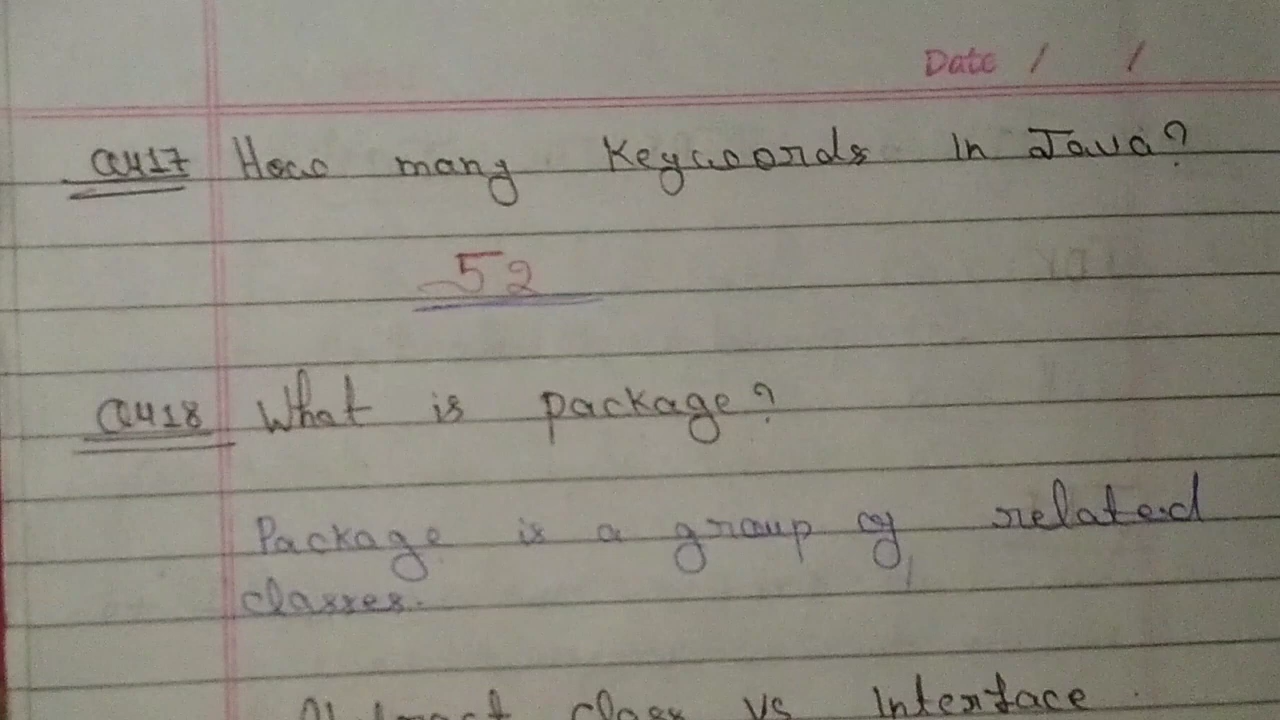 Date / /
Qu17 How many Keywords in Java?
52
Qu18 What is package?
Package is a group of related
classes.
Abstract class vs Interface